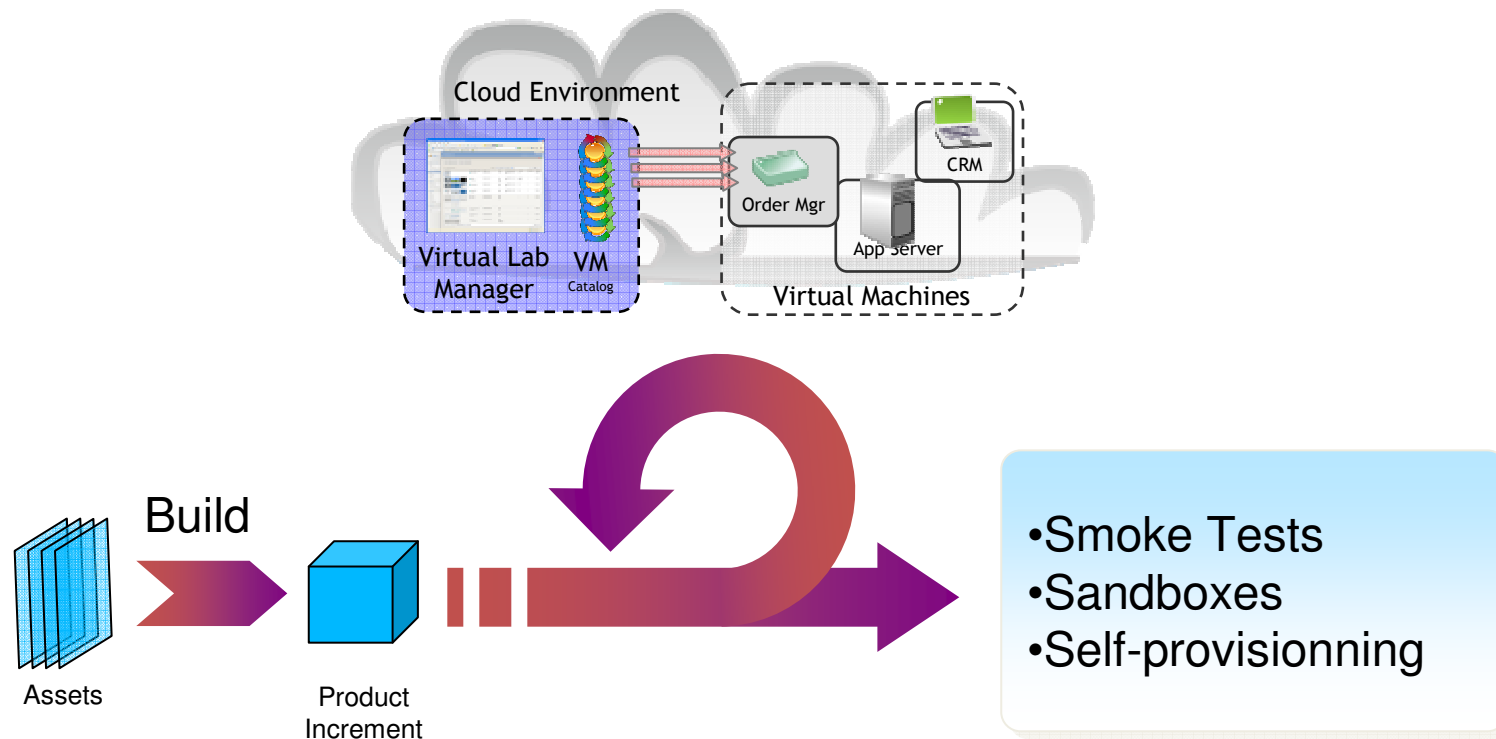 Cloud Environment
CRM
Order Mgr
App Server
Virtual Lab
Manager
VM
Catalog
Virtual Machines
Build
Assets
Product
Increment
•Smoke Tests
•Sandboxes
•Self-provisionning